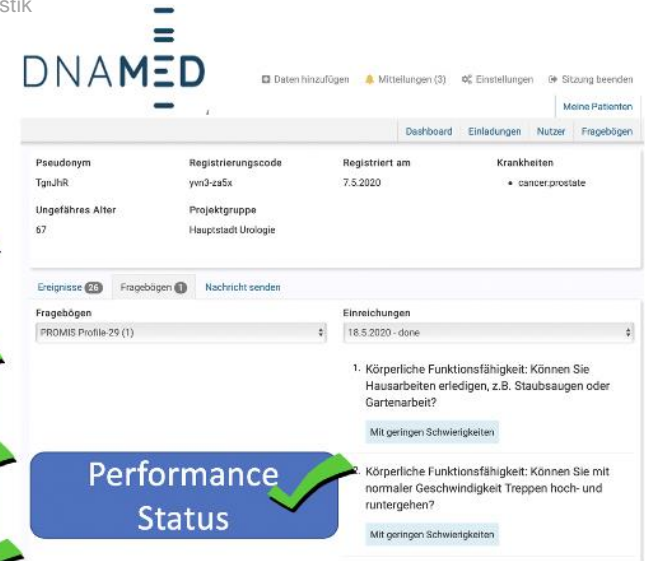 stik
DNAMED
Daten hinzufügen Mitteilungen (3) Einstellungen Sitzung beenden
Meine Patienten
Dashboard Einladungen Nutzer Fragebögen
Pseudonym Registrierungscode Registriert am Krankheiten
TgnJhR yvn3-za5x 7.5.2020 • cancer.prostate
Ungefähres Alter Projektgruppe
67 Hauptstadt Urologie
Ereignisse 26 Fragebögen 1 Nachricht senden
Fragebögen Einreichungen
PROMIS Profile-29 (1) 18.5.2020 - done
1. Körperliche Funktionsfähigkeit: Können Sie
Hausarbeiten erledigen, z.B. Staubsaugen oder
Gartenarbeit?
Mit geringen Schwierigkeiten
Performance
Status
2. Körperliche Funktionsfähigkeit: Können Sie mit
normaler Geschwindigkeit Treppen hoch- und
runtergehen?
Mit geringen Schwierigkeiten